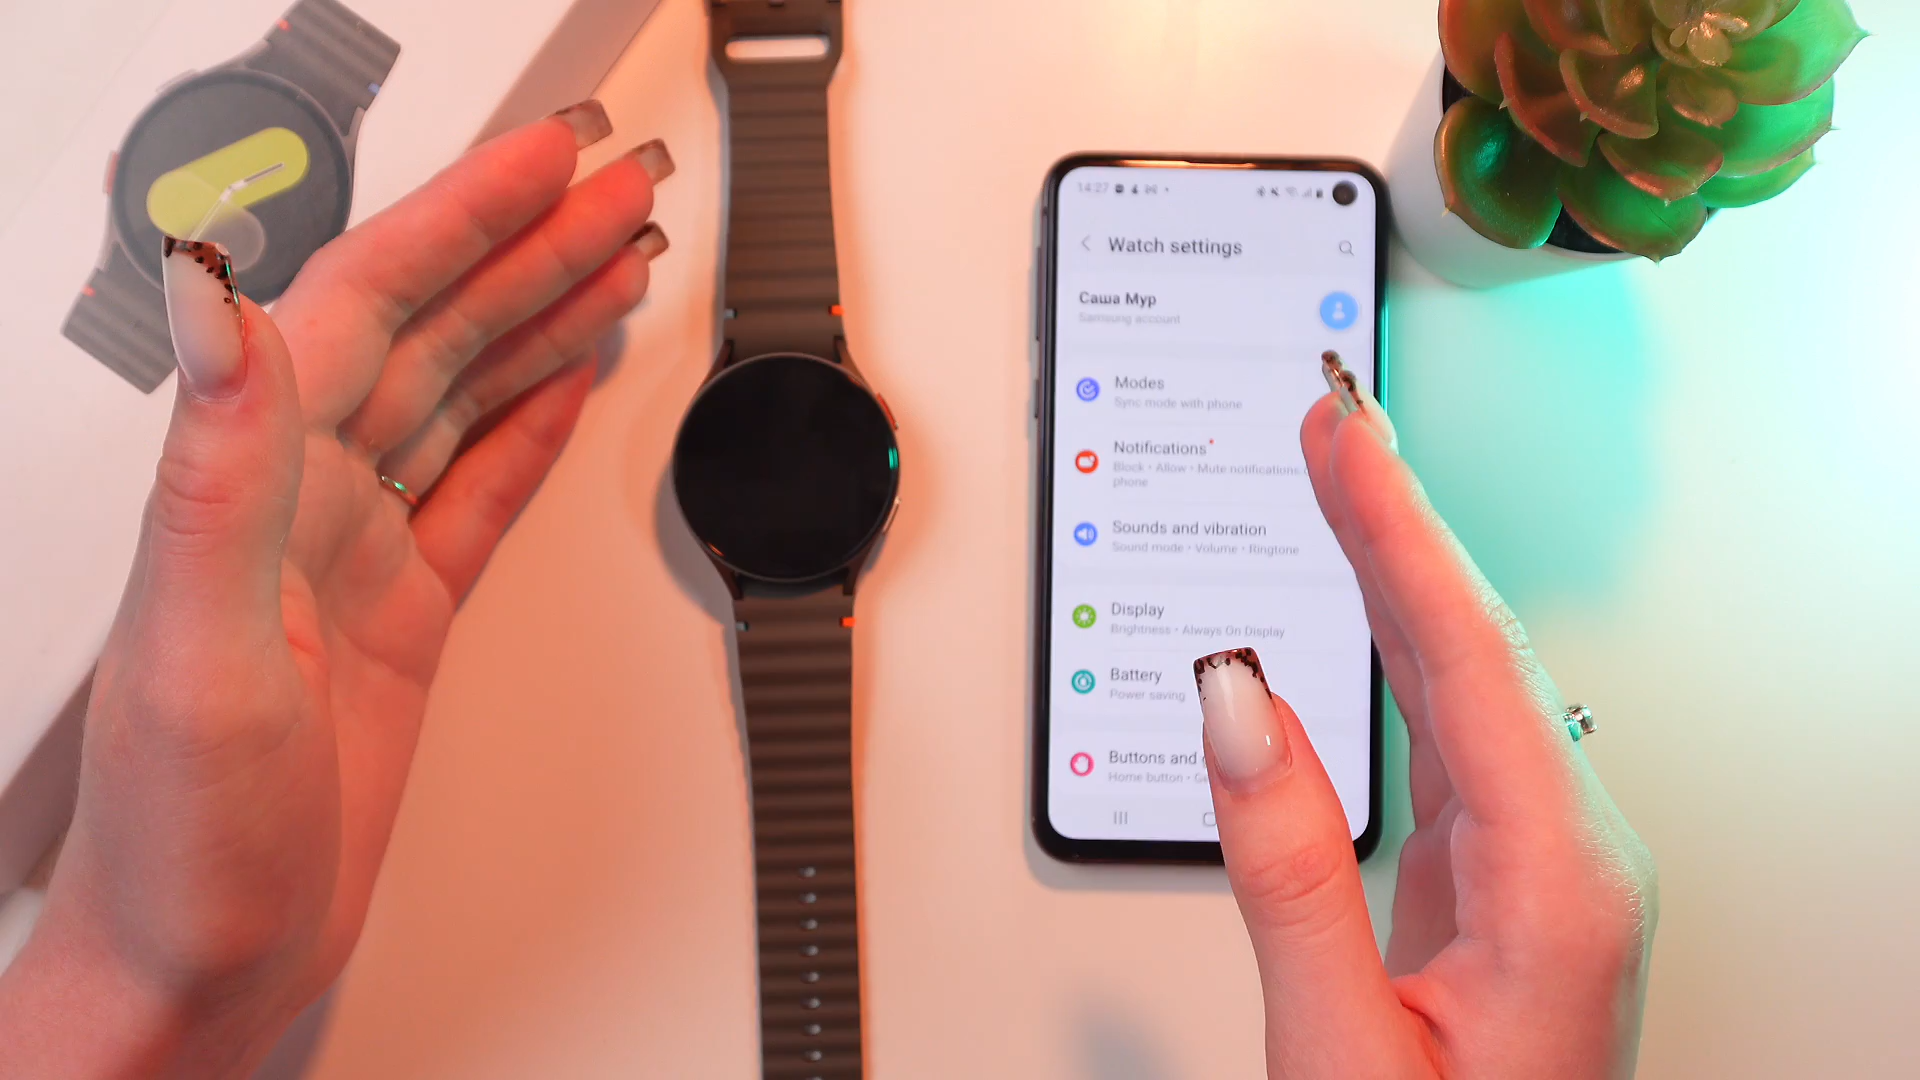 14:27
Watch settings
Саша Мур
Samsung account
Modes
Sync mode with phone
Notifications
Block • Allow • Mute notifications
phone
Sounds and vibration
Sound mode • Volume • Ringtone
Display
Brightness • Always On Display
Battery
Power saving
Buttons and
Home button •